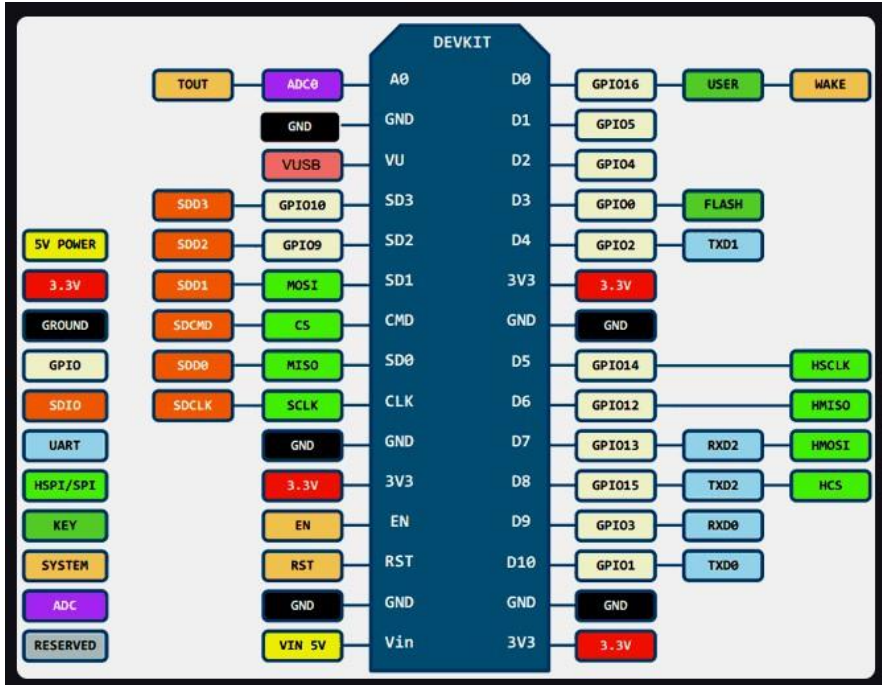 DEVKIT
TOUT ADC0 A0 D0 GPIO16 USER WAKE
GND GND D1 GPIO5
VUSB VU D2 GPIO4
SDD3 GPIO10 SD3 D3 GPIO0 FLASH
5V POWER SDD2 GPIO9 SD2 D4 GPIO2 TXD1
3.3V SDD1 MOSI SD1 3V3 3.3V
GROUND SDCMD CS CMD GND GND
GPIO SDD0 MISO SD0 D5 GPIO14 HSCLK
SDIO SDCLK SCLK CLK D6 GPIO12 HMISO
UART GND GND D7 GPIO13 RXD2 HMOSI
HSPI/SPI 3.3V 3V3 D8 GPIO15 TXD2 HCS
KEY EN EN D9 GPIO3 RXD0
SYSTEM RST RST D10 GPIO1 TXD0
ADC GND GND GND GND
RESERVED VIN 5V Vin 3V3 3.3V